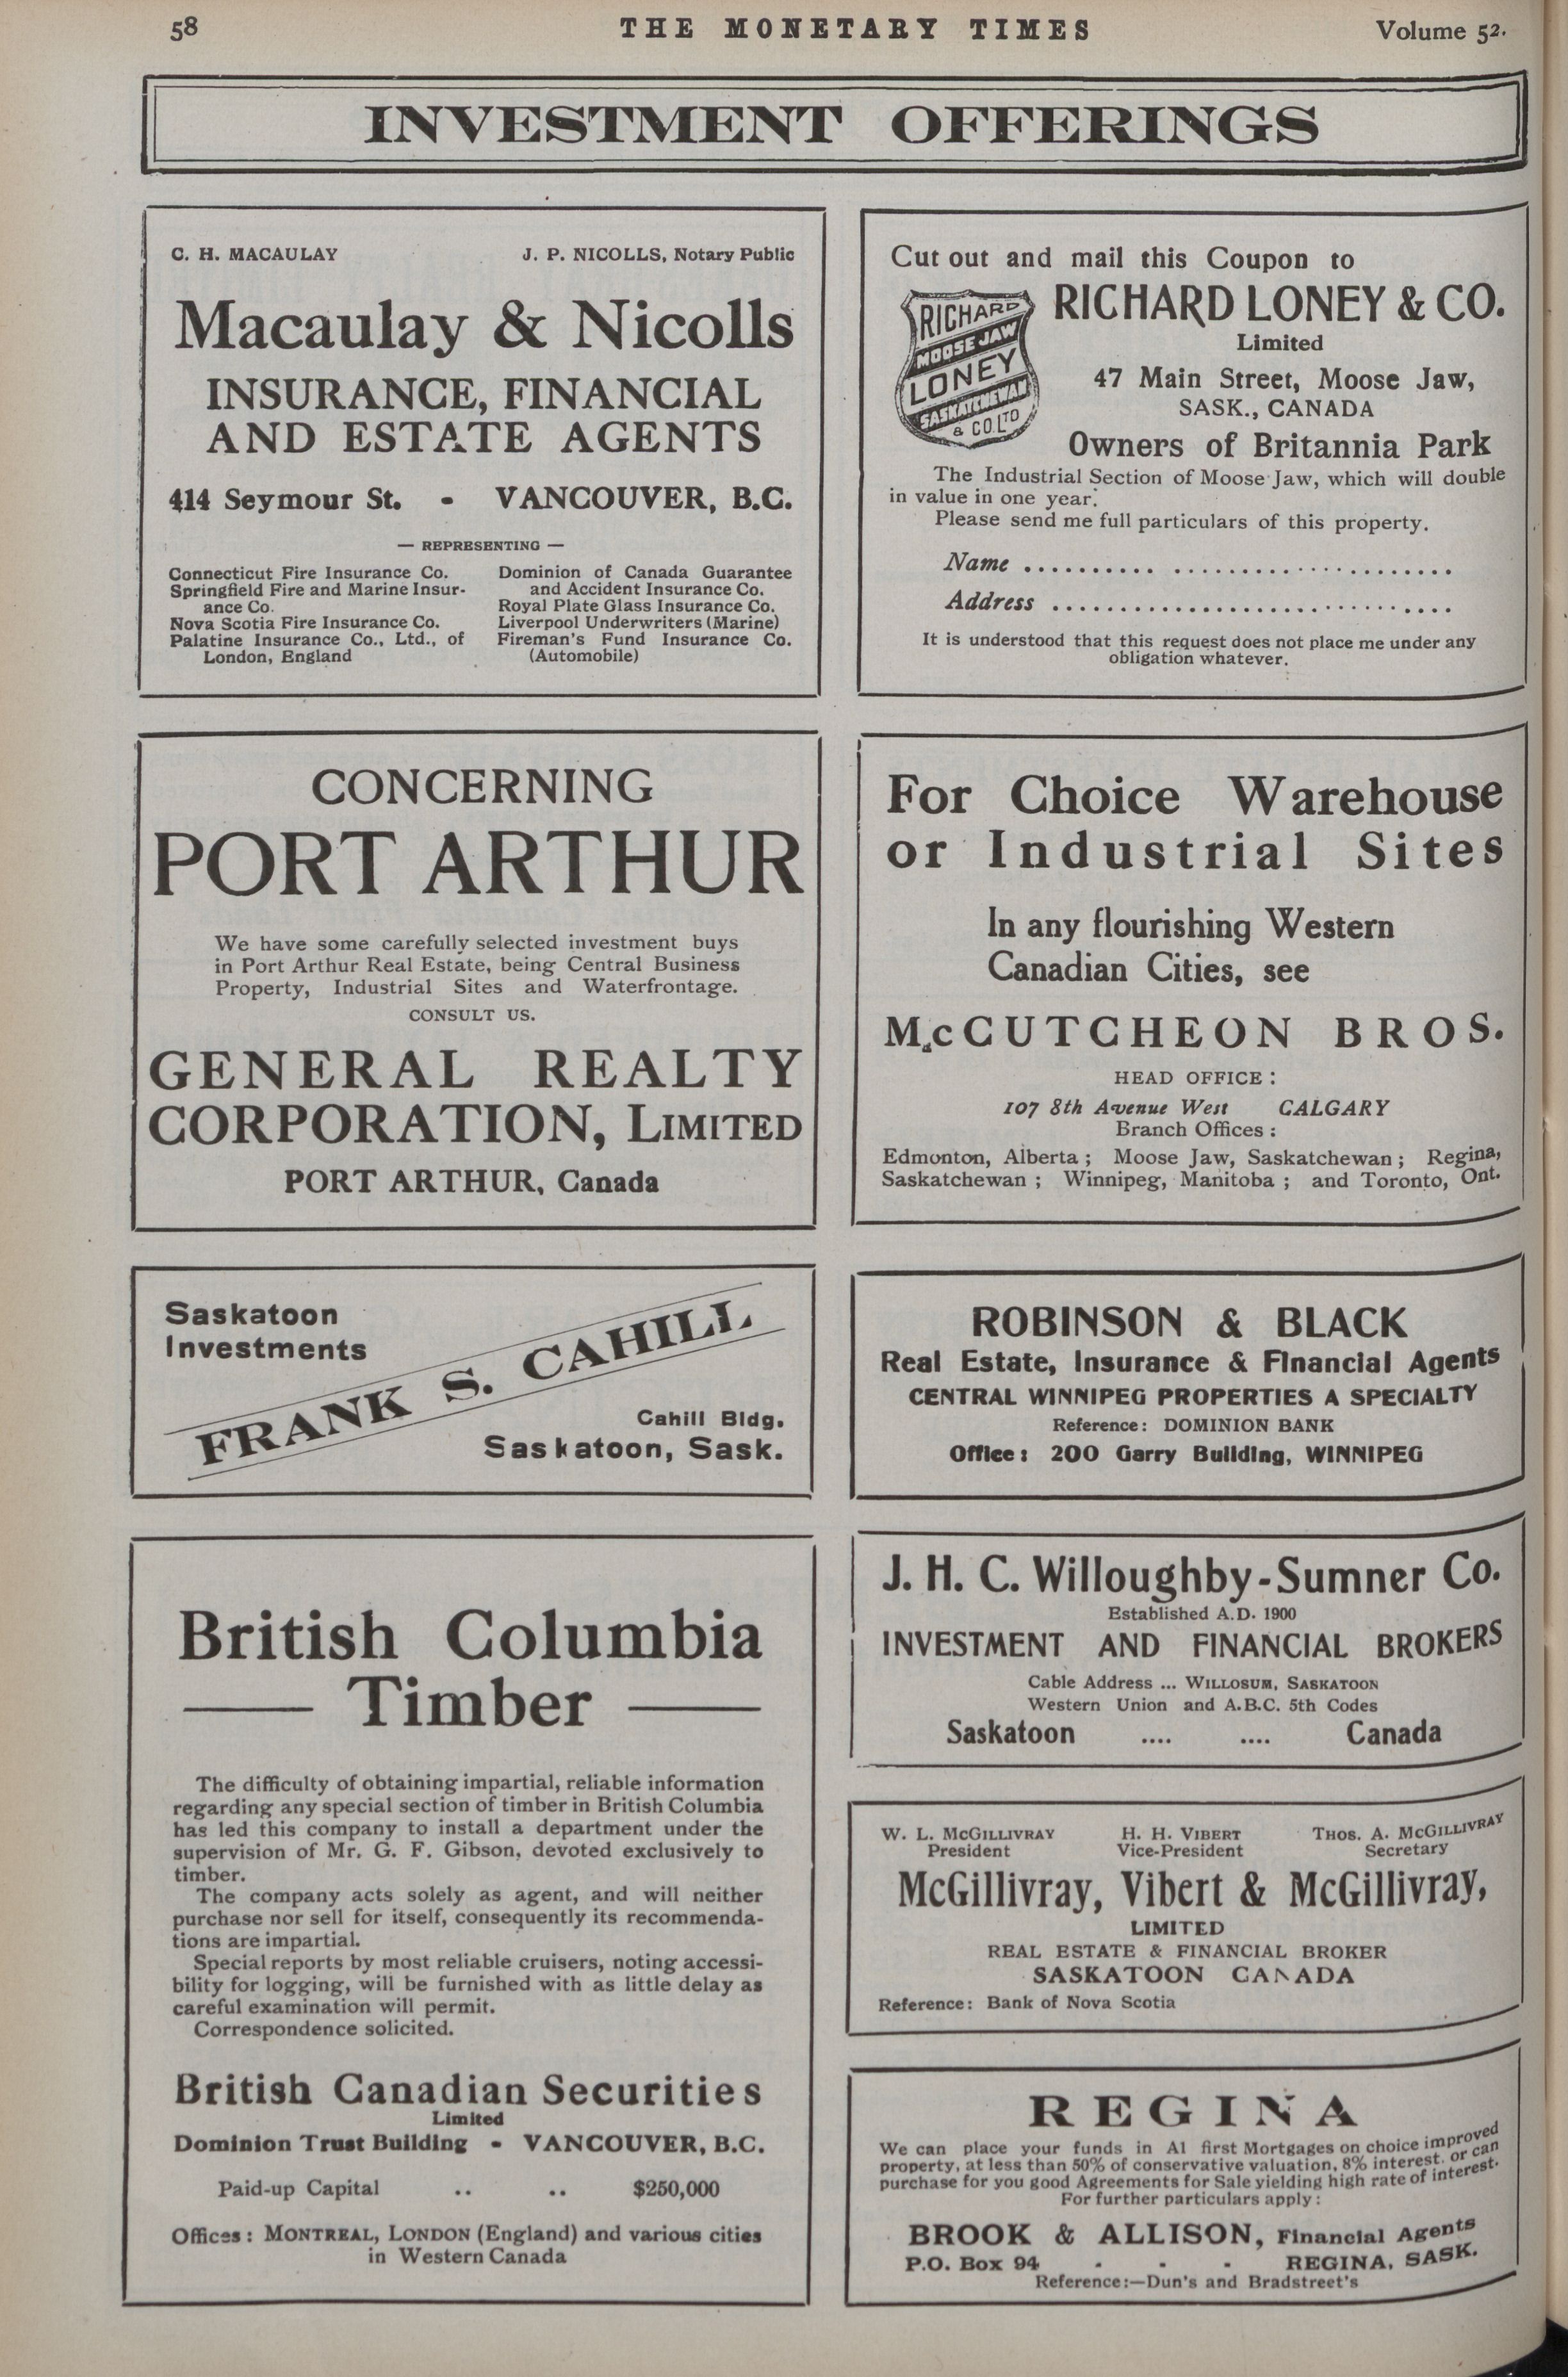 58
THE MONETARY TIMES
Volume 52.
INVESTMENT OFFERINGS
C. H. MACAULAY
J. P. NICOLLS, Notary Public
Macaulay & Nicolls
INSURANCE, FINANCIAL
AND ESTATE AGENTS
414 Seymour St. - VANCOUVER, B.C.
— REPRESENTING —
Connecticut Fire Insurance Co.
Springfield Fire and Marine Insur-
ance Co.
Nova Scotia Fire Insurance Co.
Palatine Insurance Co., Ltd., of
London, England
Dominion of Canada Guarantee
and Accident Insurance Co.
Royal Plate Glass Insurance Co.
Liverpool Underwriters (Marine)
Fireman's Fund Insurance Co.
(Automobile)
CONCERNING
PORT ARTHUR
We have some carefully selected investment buys
in Port Arthur Real Estate, being Central Business
Property, Industrial Sites and Waterfrontage.
CONSULT US.
GENERAL REALTY
CORPORATION, LIMITED
PORT ARTHUR, Canada
Saskatoon
Investments
FRANK S. CAHILL
Cahill Bldg.
Saskatoon, Sask.
British Columbia
— Timber —
The difficulty of obtaining impartial, reliable information
regarding any special section of timber in British Columbia
has led this company to install a department under the
supervision of Mr. G. F. Gibson, devoted exclusively to
timber.
The company acts solely as agent, and will neither
purchase nor sell for itself, consequently its recommenda-
tions are impartial.
Special reports by most reliable cruisers, noting accessi-
bility for logging, will be furnished with as little delay as
careful examination will permit.
Correspondence solicited.
British Canadian Securities
Limited
Dominion Trust Building - VANCOUVER, B.C.
Paid-up Capital .. .. $250,000
Offices: MONTREAL, LONDON (England) and various cities
in Western Canada
Cut out and mail this Coupon to
RICHARD
MOOSE JAW
LONEY
SASKATCHEWAN
& CO. LTD
RICHARD LONEY & CO.
Limited
47 Main Street, Moose Jaw,
SASK., CANADA
Owners of Britannia Park
The Industrial Section of Moose Jaw, which will double
in value in one year.
Please send me full particulars of this property.
Name .......... .....................
Address ..............................
It is understood that this request does not place me under any
obligation whatever.
For Choice Warehouse
or Industrial Sites
In any flourishing Western
Canadian Cities, see
McCUTCHEON BROS.
HEAD OFFICE:
107 8th Avenue West CALGARY
Branch Offices:
Edmonton, Alberta; Moose Jaw, Saskatchewan; Regina,
Saskatchewan; Winnipeg, Manitoba; and Toronto, Ont.
ROBINSON & BLACK
Real Estate, Insurance & Financial Agents
CENTRAL WINNIPEG PROPERTIES A SPECIALTY
Reference: DOMINION BANK
Office: 200 Garry Building, WINNIPEG
J. H. C. Willoughby-Sumner Co.
Established A.D. 1900
INVESTMENT AND FINANCIAL BROKERS
Cable Address ... WILLOSUM, SASKATOON
Western Union and A.B.C. 5th Codes
Saskatoon .... .... Canada
W. L. McGILLIVRAY
President
H. H. VIBERT
Vice-President
THOS. A. McGILLIVRAY
Secretary
McGillivray, Vibert & McGillivray,
LIMITED
REAL ESTATE & FINANCIAL BROKER
SASKATOON CANADA
Reference: Bank of Nova Scotia
REGINA
We can place your funds in A1 first Mortgages on choice improved
property, at less than 50% of conservative valuation, 8% interest, or can
purchase for you good Agreements for Sale yielding high rate of interest.
For further particulars apply:
BROOK & ALLISON, Financial Agents
P.O. Box 94 - - - REGINA, SASK.
Reference:—Dun's and Bradstreet's